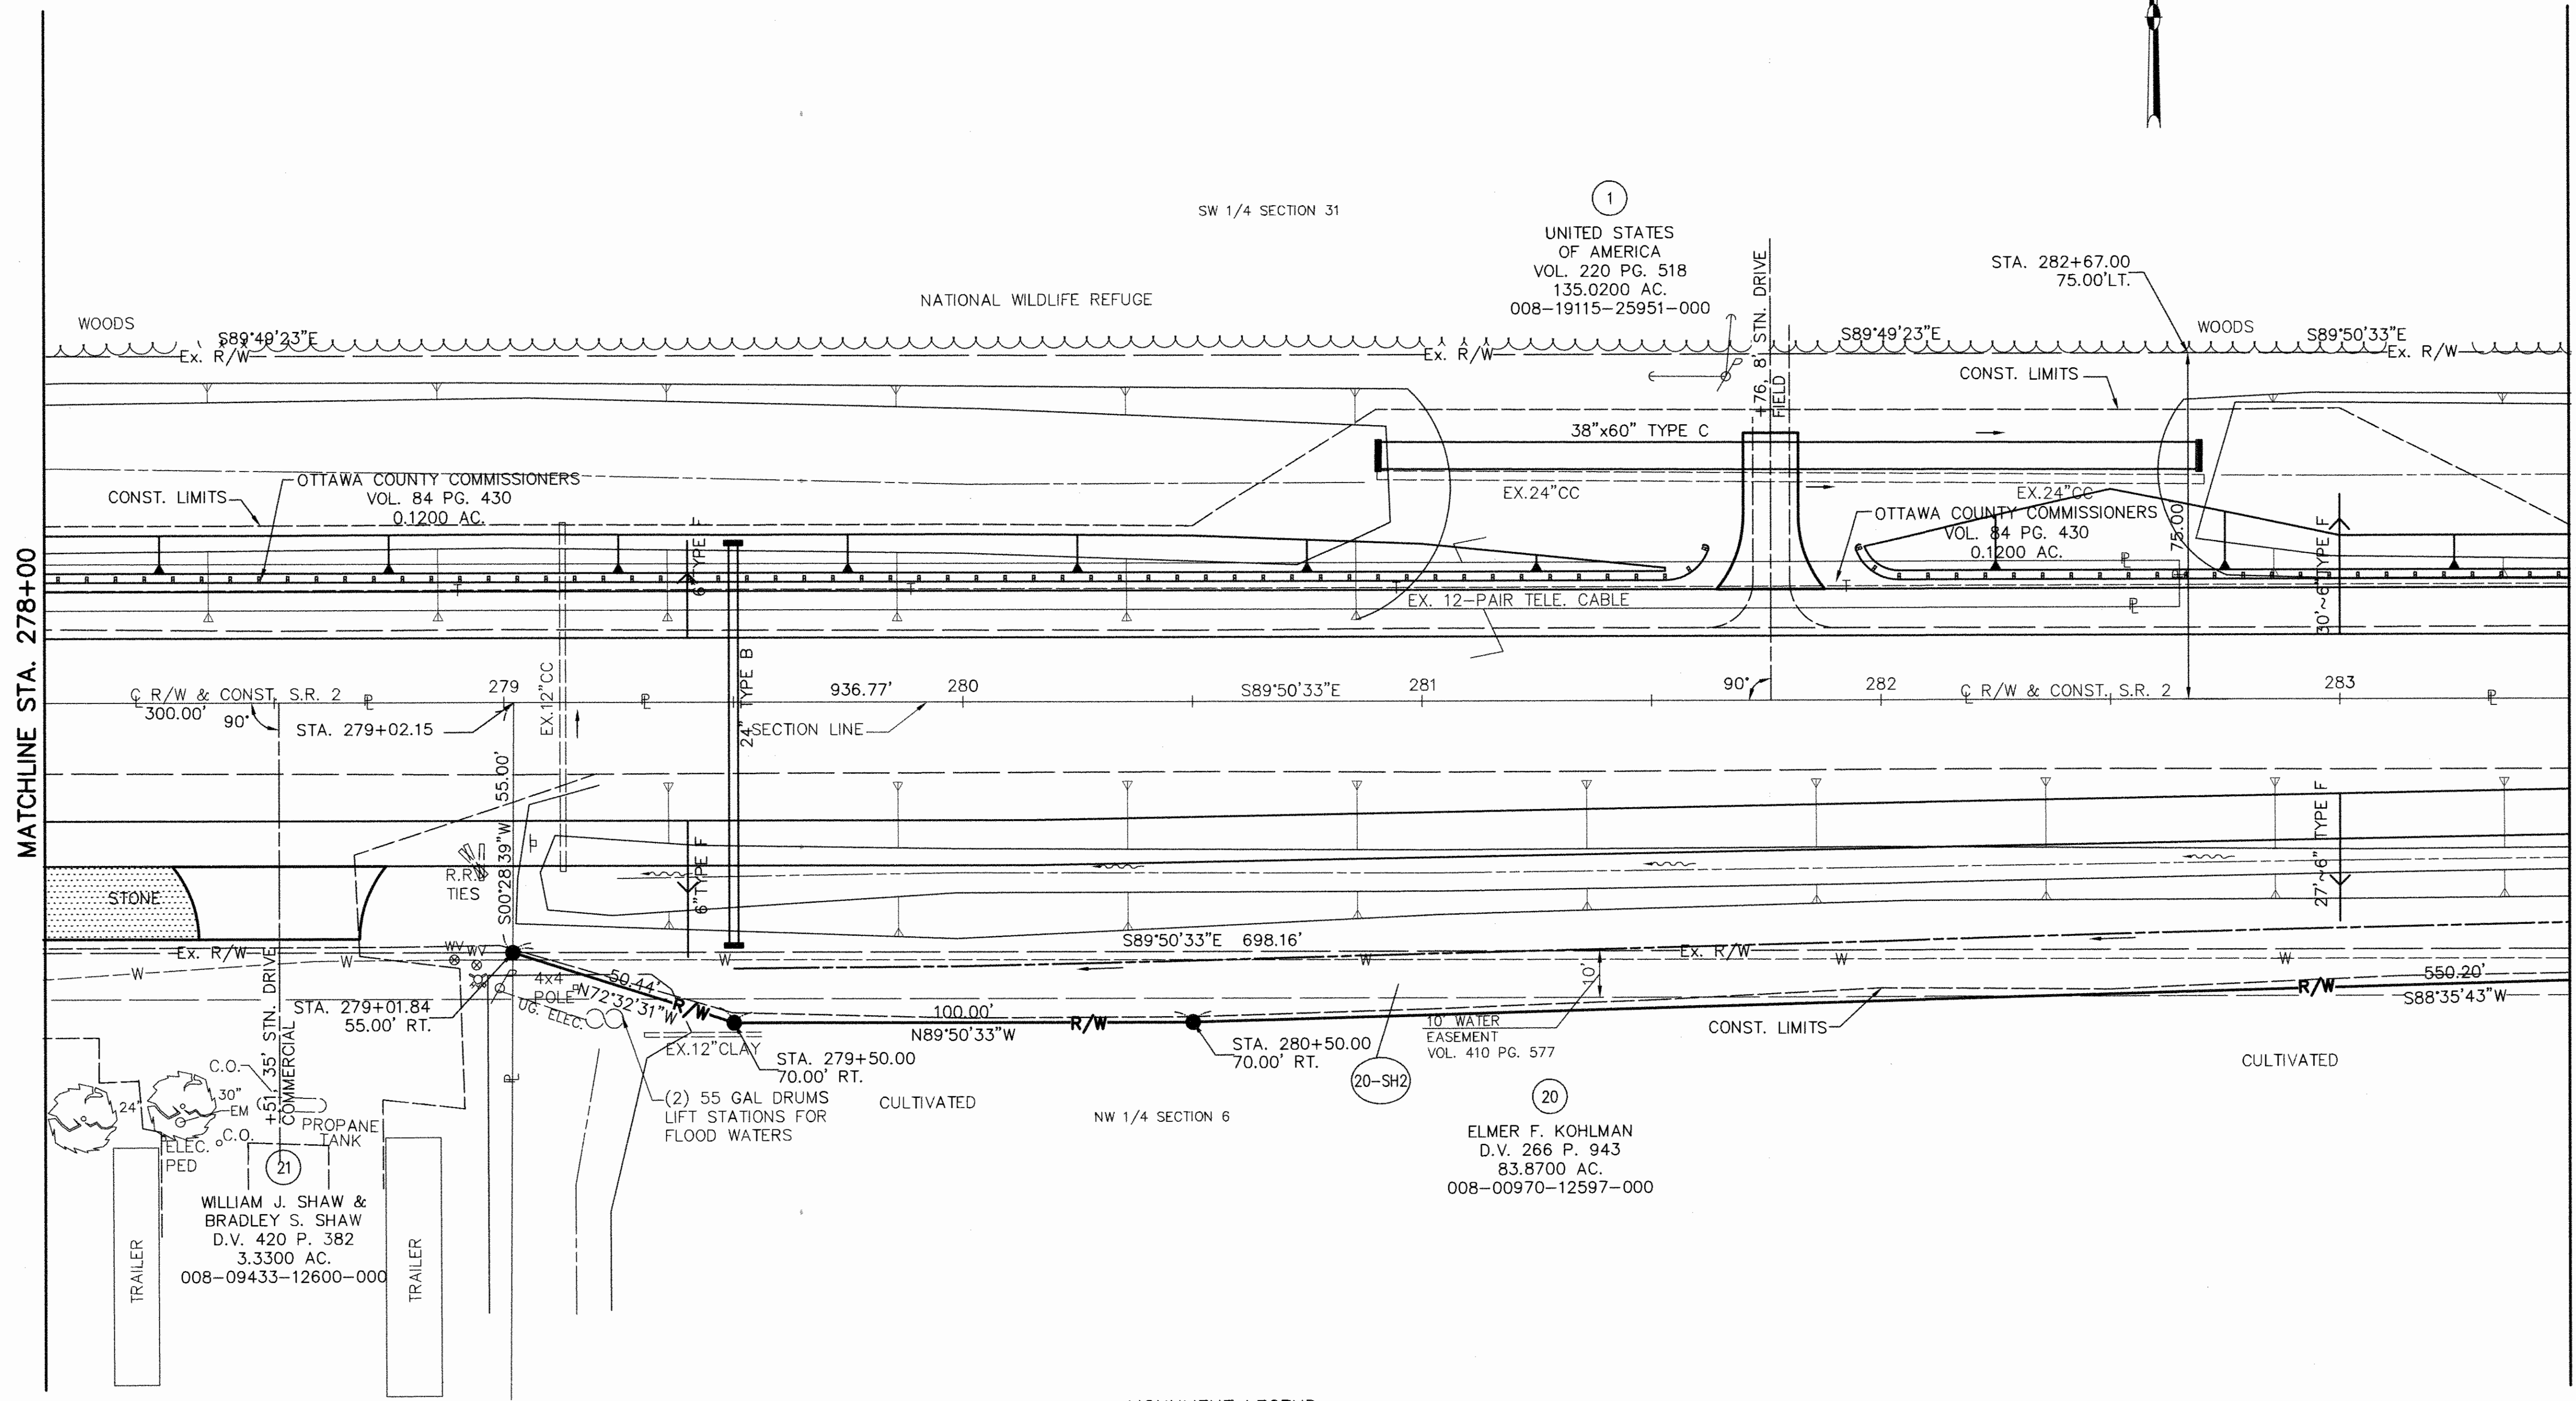 SW 1/4 SECTION 31
1
UNITED STATES
OF AMERICA
VOL. 220 PG. 518
135.0200 AC.
008-19115-25951-000
STA. 282+67.00
75.00'LT.
NATIONAL WILDLIFE REFUGE
WOODS
S89°49'23"E
Ex. R/W
Ex. R/W
+76, 8' STN. DRIVE
FIELD
S89°49'23"E
WOODS
S89°50'33"E
Ex. R/W
CONST. LIMITS
38"x60" TYPE C
EX.24"CC
EX.24"CC
OTTAWA COUNTY COMMISSIONERS
VOL. 84 PG. 430
0.1200 AC.
CONST. LIMITS
6" TYPE F
OTTAWA COUNTY COMMISSIONERS
VOL. 84 PG. 430
0.1200 AC.
75.00'
30'~6" TYPE F
T
T
T
T
EX. 12-PAIR TELE. CABLE
MATCHLINE STA. 278+00
℄ R/W & CONST. S.R. 2
300.00'
90°
279
STA. 279+02.15
EX.12"CC
24" TYPE B
936.77'
280
SECTION LINE
S89°50'33"E
281
90°
282
℄ R/W & CONST. S.R. 2
283
S00°28'39"W 55.00'
R.R.
TIES
STONE
6" TYPE F
27'~6" TYPE F
S89°50'33"E 698.16'
Ex. R/W
WV
WV
W
W
W
W
W
W
Ex. R/W
10'
550.20'
R/W
S88°35'43"W
4x4
POLE
50.44'
N72°32'31"W
R/W
UG. ELEC.
STA. 279+01.84
55.00' RT.
100.00'
N89°50'33"W
R/W
EX.12"CLAY
STA. 279+50.00
70.00' RT.
STA. 280+50.00
70.00' RT.
10' WATER
EASEMENT
VOL. 410 PG. 577
CONST. LIMITS
CULTIVATED
20-SH2
(2) 55 GAL DRUMS
LIFT STATIONS FOR
FLOOD WATERS
CULTIVATED
NW 1/4 SECTION 6
20
ELMER F. KOHLMAN
D.V. 266 P. 943
83.8700 AC.
008-00970-12597-000
+51, 35' STN. DRIVE
COMMERCIAL
C.O.
30"
24"
EM
C.O.
PROPANE
TANK
ELEC.
PED
21
WILLIAM J. SHAW &
BRADLEY S. SHAW
D.V. 420 P. 382
3.3300 AC.
008-09433-12600-000
TRAILER
TRAILER